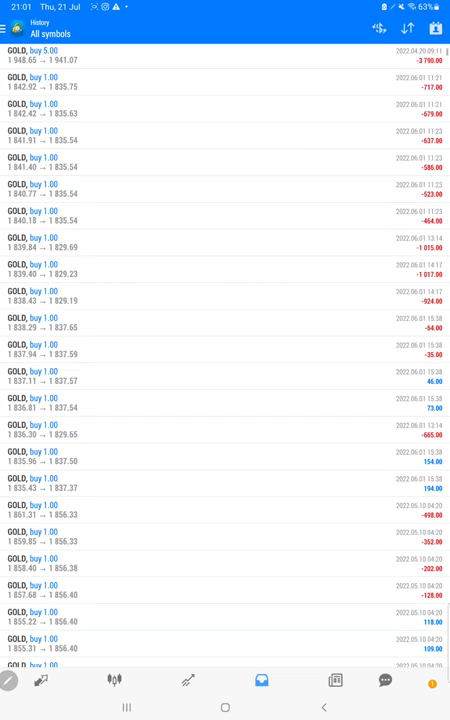 21:01 Thu, 21 Jul 63%
History
All symbols
GOLD, buy 5.00 2022.04.20 09:11
1 948.65 → 1 941.07 -3 790.00
GOLD, buy 1.00 2022.06.01 11:21
1 842.92 → 1 835.75 -717.00
GOLD, buy 1.00 2022.06.01 11:21
1 842.42 → 1 835.63 -679.00
GOLD, buy 1.00 2022.06.01 11:23
1 841.91 → 1 835.54 -637.00
GOLD, buy 1.00 2022.06.01 11:23
1 841.40 → 1 835.54 -586.00
GOLD, buy 1.00 2022.06.01 11:23
1 840.77 → 1 835.54 -523.00
GOLD, buy 1.00 2022.06.01 11:23
1 840.18 → 1 835.54 -464.00
GOLD, buy 1.00 2022.06.01 13:14
1 839.84 → 1 829.69 -1 015.00
GOLD, buy 1.00 2022.06.01 14:17
1 839.40 → 1 829.23 -1 017.00
GOLD, buy 1.00 2022.06.01 14:17
1 838.43 → 1 829.19 -924.00
GOLD, buy 1.00 2022.06.01 15:38
1 838.29 → 1 837.65 -64.00
GOLD, buy 1.00 2022.06.01 15:38
1 837.94 → 1 837.59 -35.00
GOLD, buy 1.00 2022.06.01 15:38
1 837.11 → 1 837.57 46.00
GOLD, buy 1.00 2022.06.01 15:38
1 836.81 → 1 837.54 73.00
GOLD, buy 1.00 2022.06.01 13:14
1 836.30 → 1 829.65 -665.00
GOLD, buy 1.00 2022.06.01 15:38
1 835.96 → 1 837.50 154.00
GOLD, buy 1.00 2022.06.01 15:38
1 835.43 → 1 837.37 194.00
GOLD, buy 1.00 2022.05.10 04:20
1 861.31 → 1 856.33 -498.00
GOLD, buy 1.00 2022.05.10 04:20
1 859.85 → 1 856.33 -352.00
GOLD, buy 1.00 2022.05.10 04:20
1 858.40 → 1 856.38 -202.00
GOLD, buy 1.00 2022.05.10 04:20
1 857.68 → 1 856.40 -128.00
GOLD, buy 1.00 2022.05.10 04:20
1 855.22 → 1 856.40 118.00
GOLD, buy 1.00 2022.05.10 04:20
1 855.31 → 1 856.40 109.00
GOLD, buy 1.00 2022.05.10 04:20
1